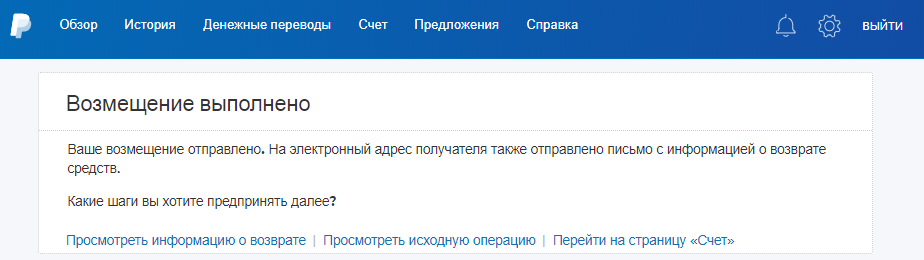 Обзор История Денежные переводы Счет Предложения Справка ВЫЙТИ
Возмещение выполнено
Ваше возмещение отправлено. На электронный адрес получателя также отправлено письмо с информацией о возврате
средств.
Какие шаги вы хотите предпринять далее?
Просмотреть информацию о возврате | Просмотреть исходную операцию | Перейти на страницу «Счет»